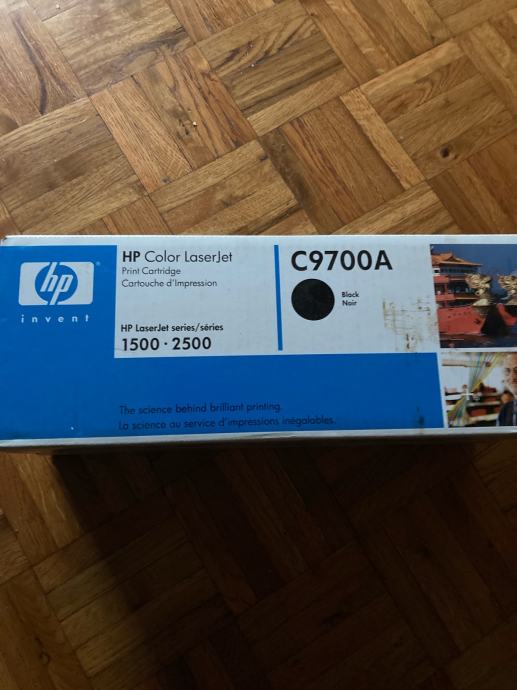 hp
invent
HP Color LaserJet
Print Cartridge
Cartouche d'Impression
HP LaserJet series/séries
1500 · 2500
C9700A
Black
Noir
The science behind brilliant printing.
La science au service d'impressions inégalables.